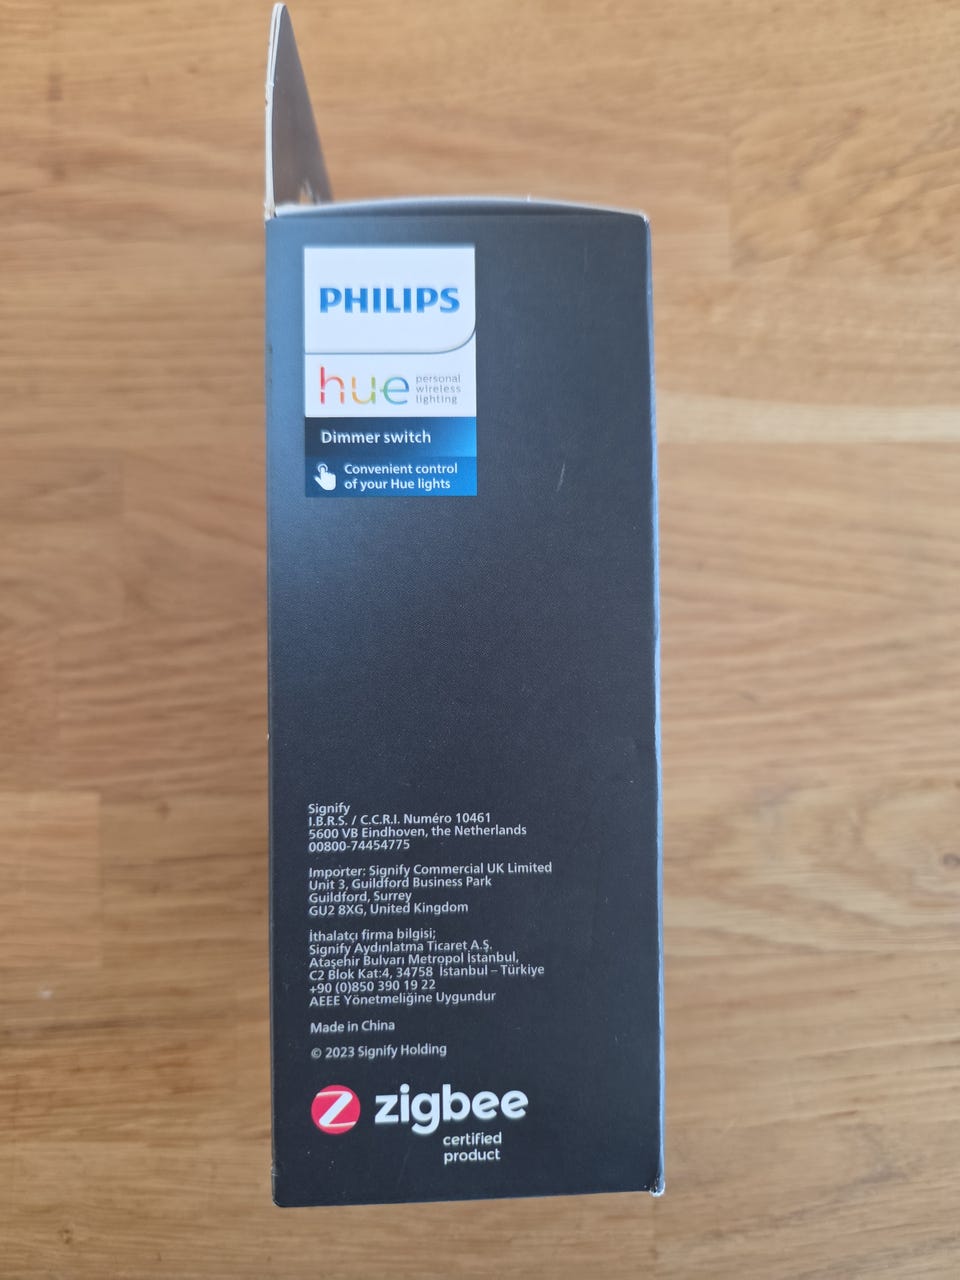 PHILIPS
hue personal
wireless
lighting
Dimmer switch
Convenient control
of your Hue lights
Signify
I.B.R.S. / C.C.R.I. Numéro 10461
5600 VB Eindhoven, the Netherlands
00800-74454775
Importer: Signify Commercial UK Limited
Unit 3, Guildford Business Park
Guildford, Surrey
GU2 8XG, United Kingdom
İthalatçı firma bilgisi;
Signify Aydınlatma Ticaret A.Ş.
Ataşehir Bulvarı Metropol İstanbul,
C2 Blok Kat:4, 34758 İstanbul – Türkiye
+90 (0)850 390 19 22
AEEE Yönetmeliğine Uygundur
Made in China
© 2023 Signify Holding
zigbee
certified
product